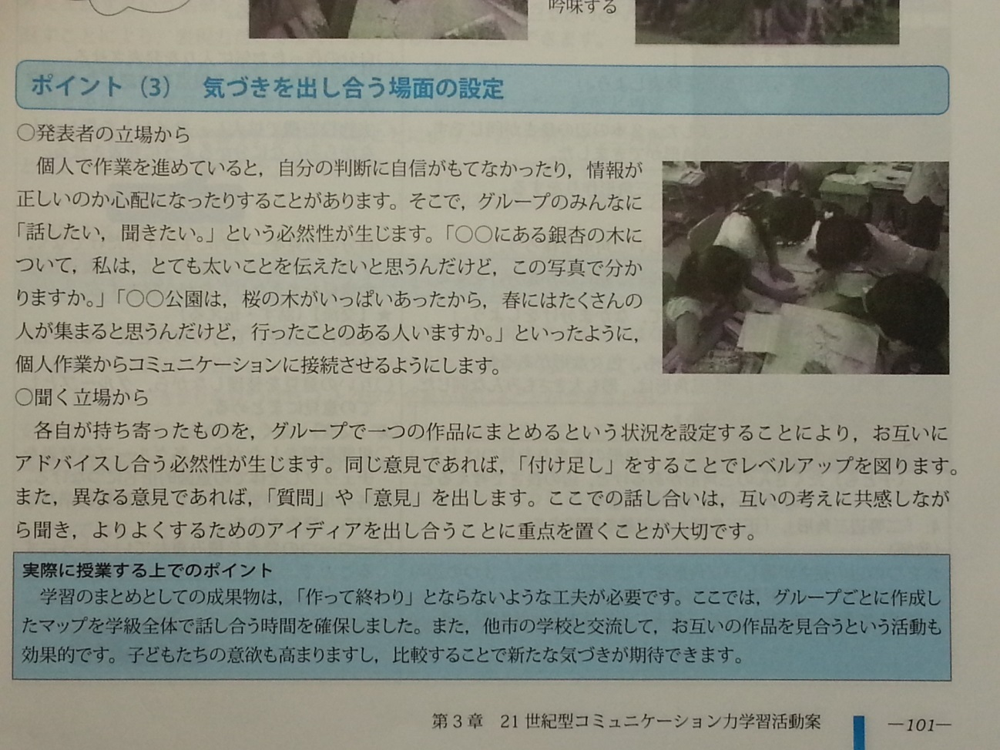 吟味する
ポイント（3）　気づきを出し合う場面の設定
○発表者の立場から
　個人で作業を進めていると，自分の判断に自信がもてなかったり，情報が
正しいのか心配になったりすることがあります。そこで，グループのみんなに
「話したい，聞きたい。」という必然性が生じます。「○○にある銀杏の木に
ついて，私は，とても太いことを伝えたいと思うんだけど，この写真で分か
りますか。」「○○公園は，桜の木がいっぱいあったから，春にはたくさんの
人が集まると思うんだけど，行ったことのある人いますか。」といったように，
個人作業からコミュニケーションに接続させるようにします。
○聞く立場から
　各自が持ち寄ったものを，グループで一つの作品にまとめるという状況を設定することにより，お互いに
アドバイスし合う必然性が生じます。同じ意見であれば，「付け足し」をすることでレベルアップを図ります。
また，異なる意見であれば，「質問」や「意見」を出します。ここでの話し合いは，互いの考えに共感しなが
ら聞き，よりよくするためのアイディアを出し合うことに重点を置くことが大切です。
実際に授業する上でのポイント
　学習のまとめとしての成果物は，「作って終わり」とならないような工夫が必要です。ここでは，グループごとに作成し
たマップを学級全体で話し合う時間を確保しました。また，他市の学校と交流して，お互いの作品を見合うという活動も
効果的です。子どもたちの意欲も高まりますし，比較することで新たな気づきが期待できます。
第3章　21世紀型コミュニケーション力学習活動案　―101―